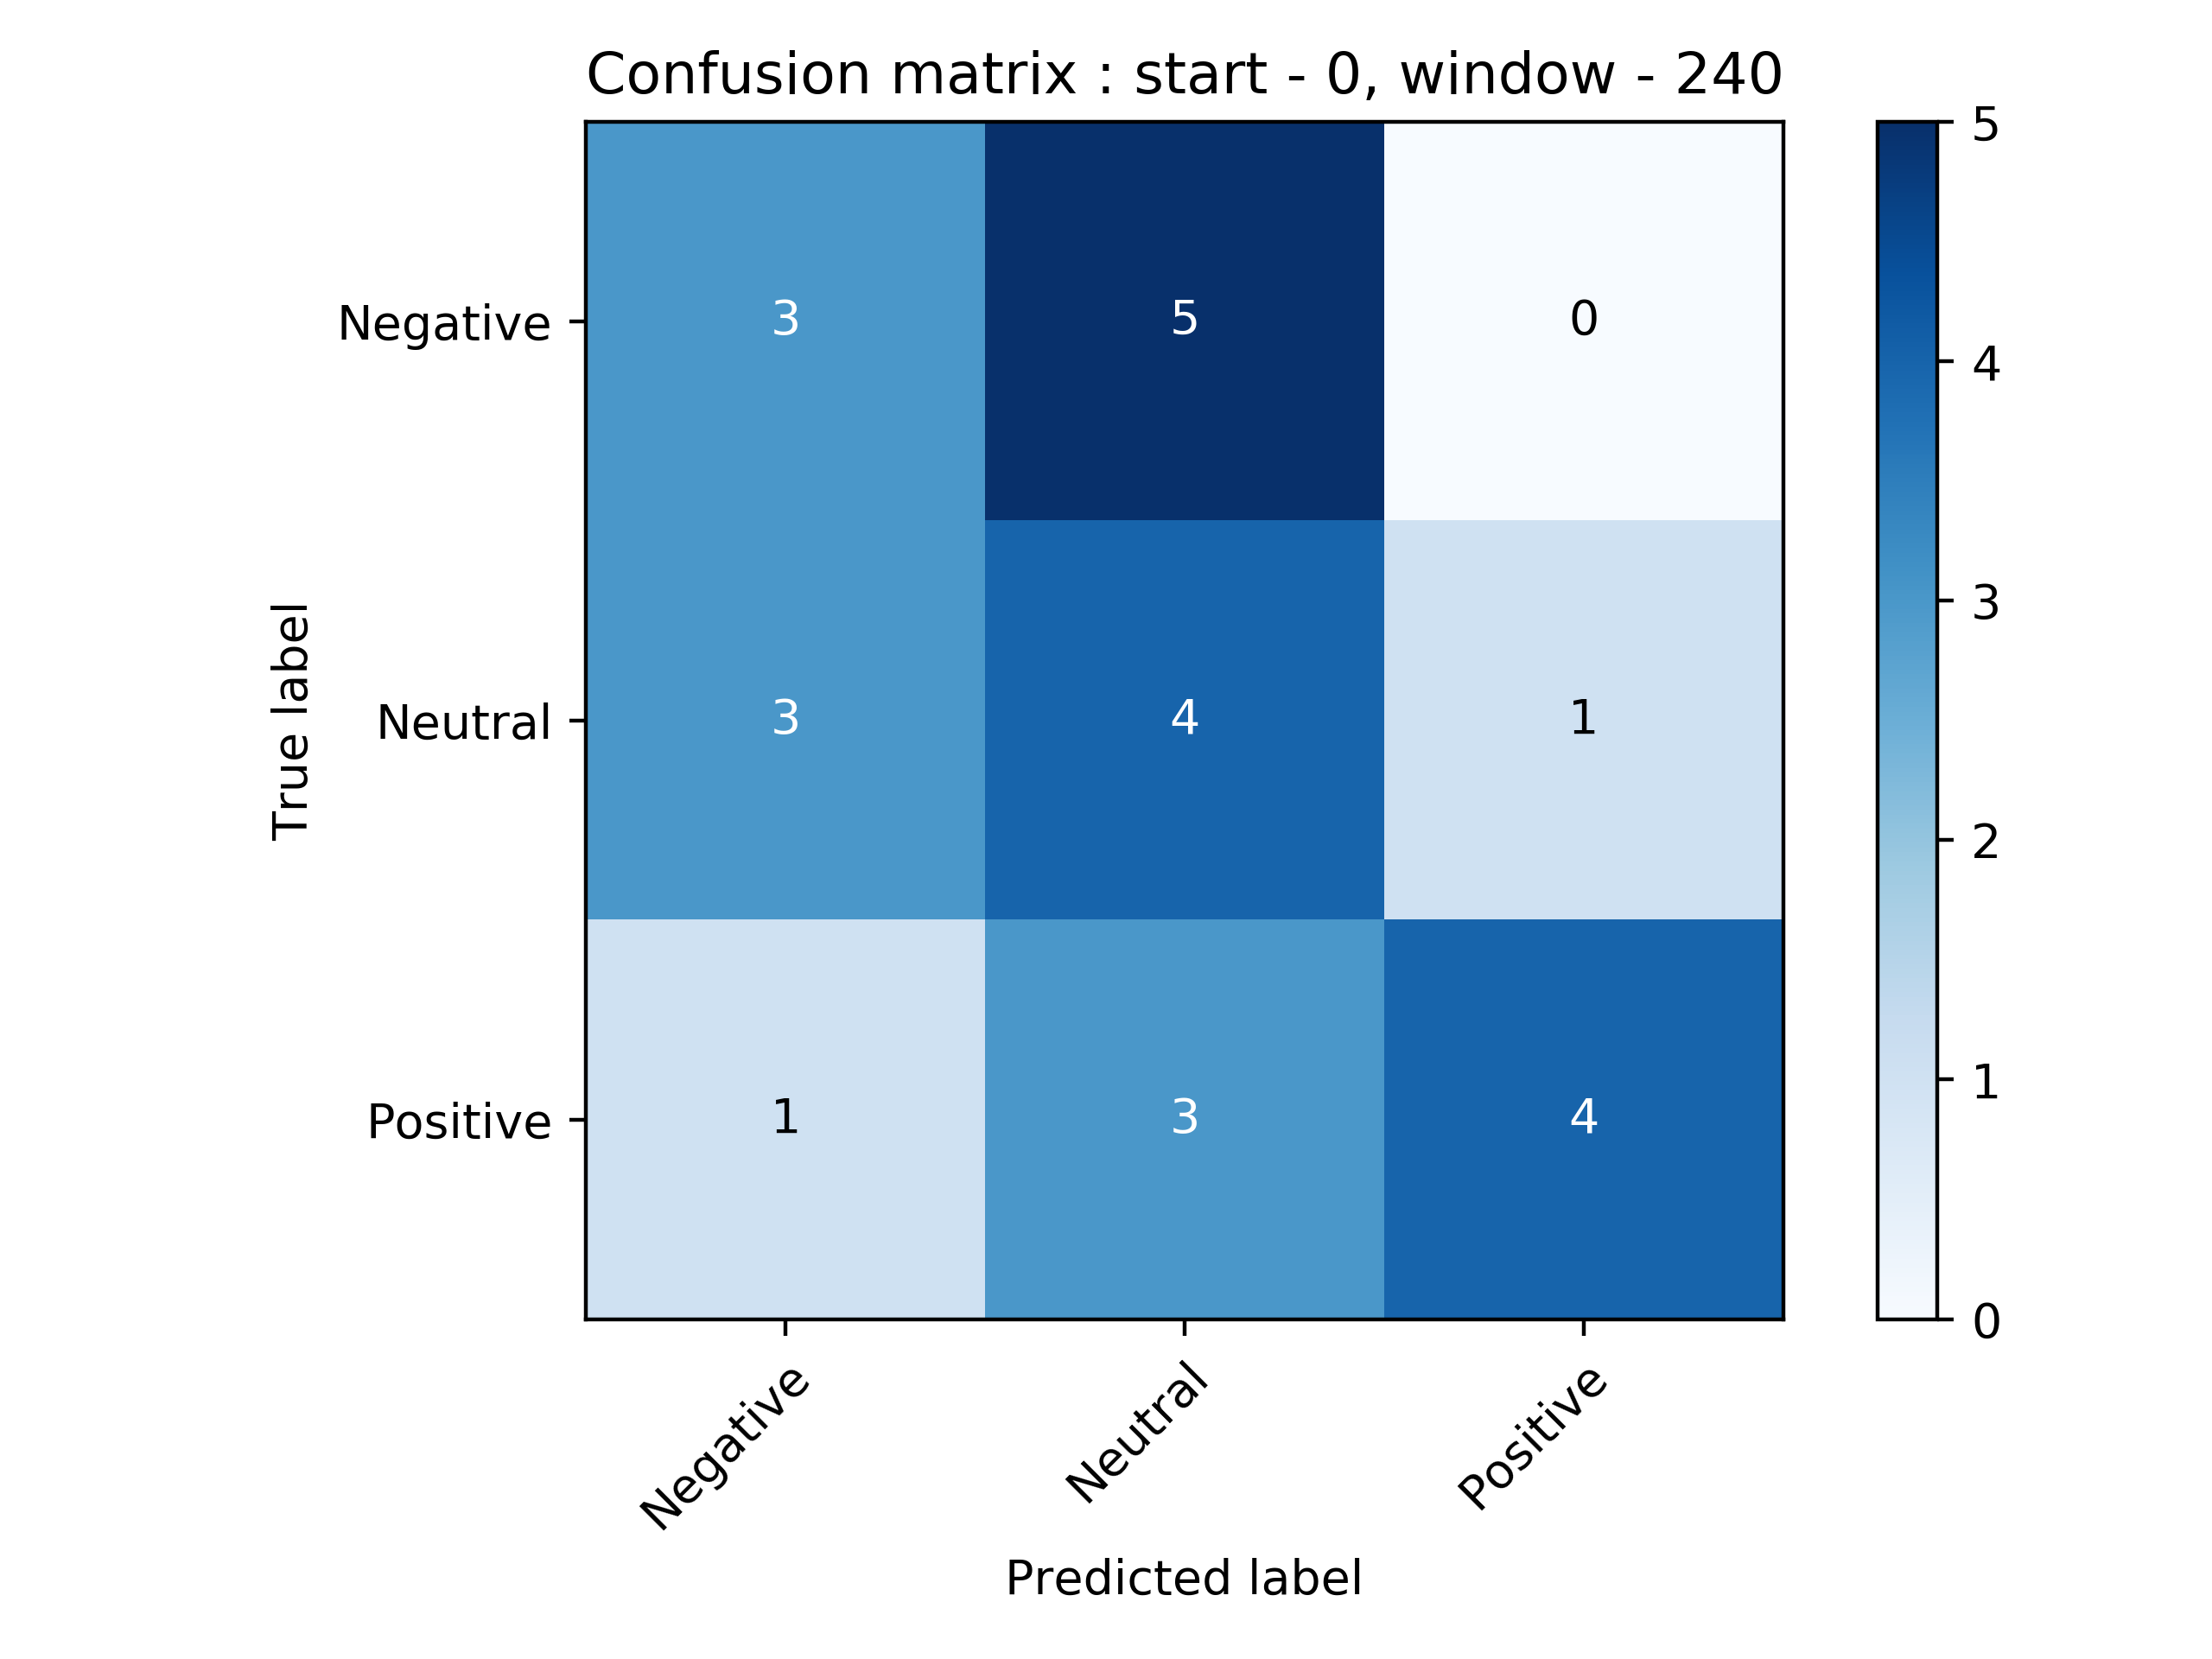 Confusion matrix : start - 0, window - 240
5
Negative 3 5 0
4
3
True label
Neutral 3 4 1
2
1
Positive 1 3 4
0
Negative Neutral Positive
Predicted label